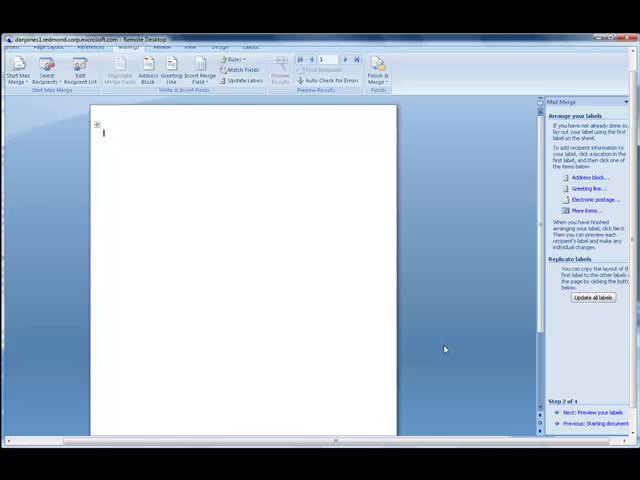 danjones1.redmond.corp.microsoft.com - Remote Desktop
Insert Page Layout References Mailings Review View Design Layout
Start Mail Merge
Select Recipients
Edit Recipient List
Start Mail Merge
Highlight Merge Fields
Address Block
Greeting Line
Insert Merge Field
Rules
Match Fields
Update Labels
Write & Insert Fields
Preview Results
1
Find Recipient
Auto Check for Errors
Preview Results
Finish & Merge
Finish
Mail Merge
Arrange your labels
If you have not already done so,
lay out your label using the first
label on the sheet.
To add recipient information to
your label, click a location in the
first label, and then click one of
the items below.
Address block...
Greeting line...
Electronic postage...
More items...
When you have finished
arranging your label, click Next.
Then you can preview each
recipient's label and make any
individual changes.
Replicate labels
You can copy the layout of the
first label to the other labels on
the page by clicking the button
below.
Update all labels
Step 2 of 4
Next: Preview your labels
Previous: Starting document